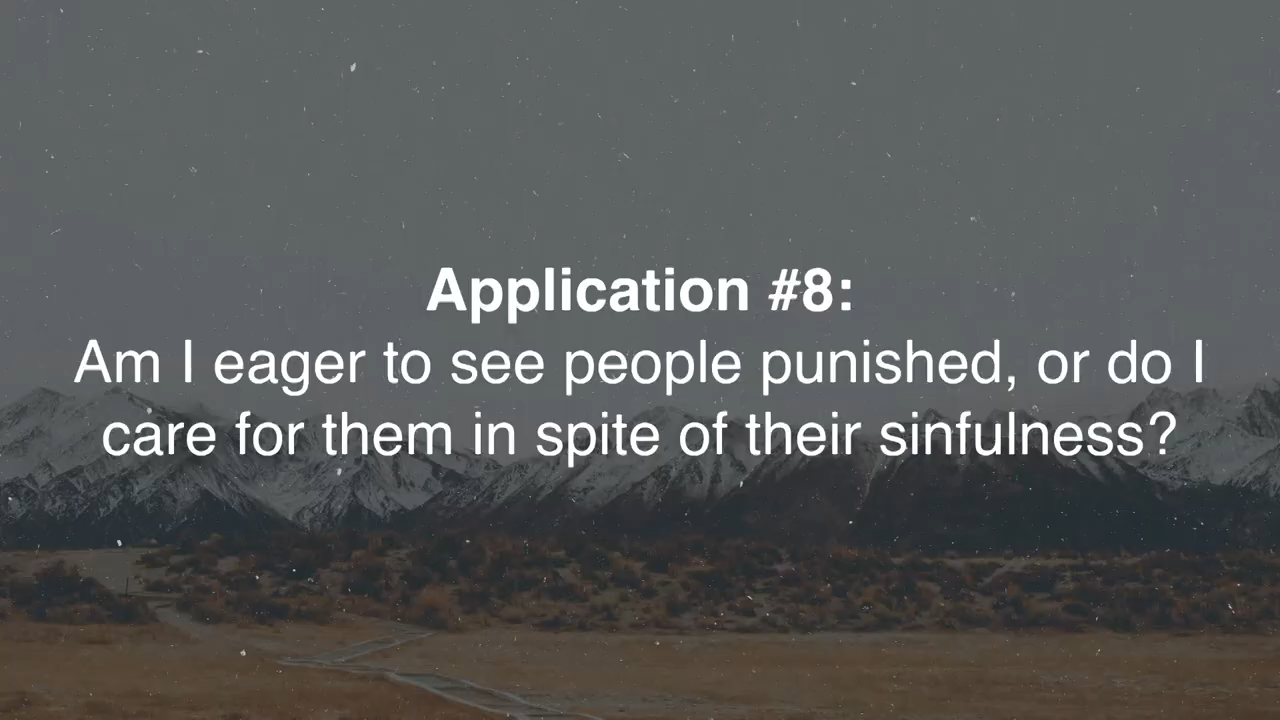 Application #8:
Am I eager to see people punished, or do I
care for them in spite of their sinfulness?